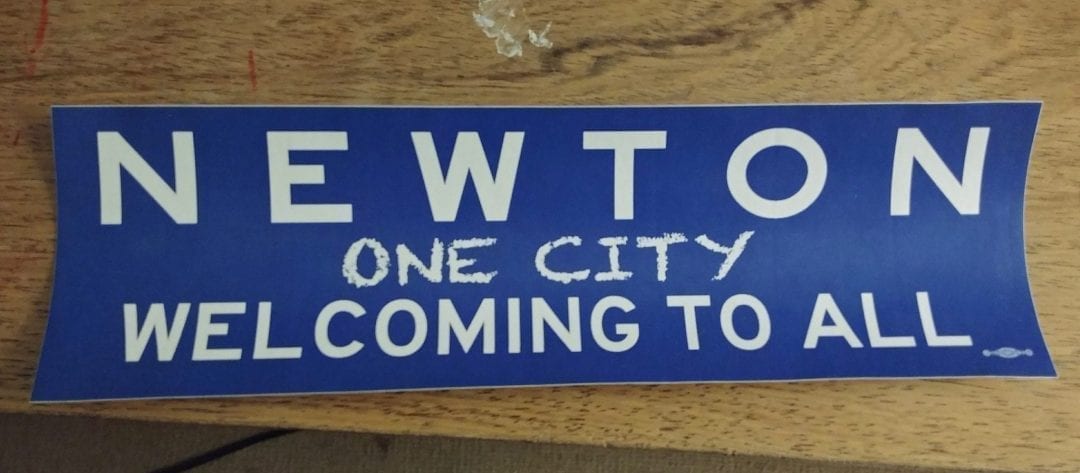 NEWTON
ONE CITY
WELCOMING TO ALL